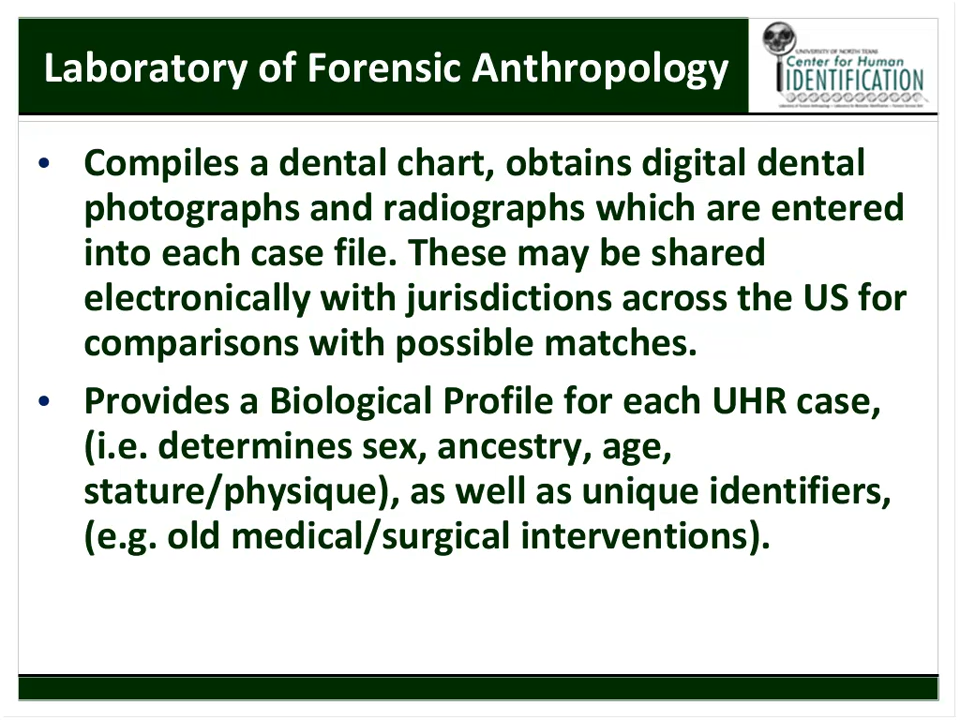 Laboratory of Forensic Anthropology
UNIVERSITY OF NORTH TEXAS
Center for Human
IDENTIFICATION
• Compiles a dental chart, obtains digital dental
photographs and radiographs which are entered
into each case file. These may be shared
electronically with jurisdictions across the US for
comparisons with possible matches.
• Provides a Biological Profile for each UHR case,
(i.e. determines sex, ancestry, age,
stature/physique), as well as unique identifiers,
(e.g. old medical/surgical interventions).